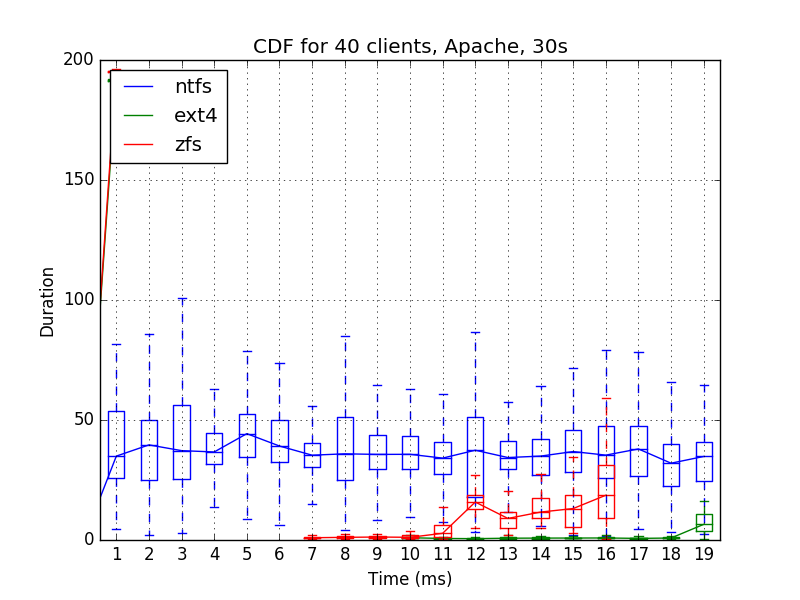 CDF for 40 clients, Apache, 30s
200
150
100
50
0
Duration
ntfs
ext4
zfs
1 2 3 4 5 6 7 8 9 10 11 12 13 14 15 16 17 18 19
Time (ms)